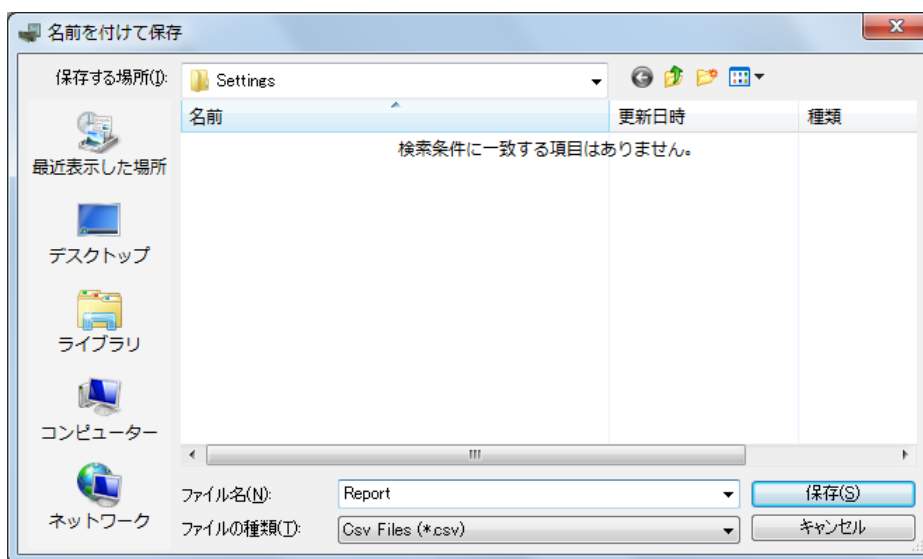 名前を付けて保存
保存する場所(I):
Settings
名前
更新日時
種類
検索条件に一致する項目はありません。
最近表示した場所
デスクトップ
ライブラリ
コンピューター
ネットワーク
ファイル名(N):
Report
保存(S)
ファイルの種類(T):
Csv Files (*.csv)
キャンセル